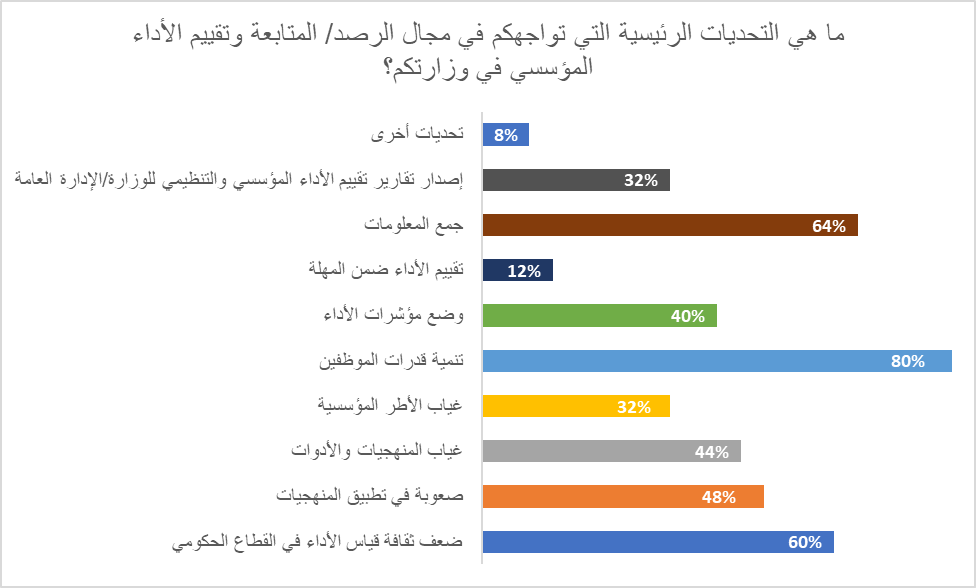 ما هي التحديات الرئيسية التي تواجهكم في مجال الرصد/ المتابعة وتقييم الأداء
المؤسسي في وزارتكم؟
تحديات أخرى 8%
إصدار تقارير تقييم الأداء المؤسسي والتنظيمي للوزارة/الإدارة العامة 32%
جمع المعلومات 64%
تقييم الأداء ضمن المهلة 12%
وضع مؤشرات الأداء 40%
تنمية قدرات الموظفين 80%
غياب الأطر المؤسسية 32%
غياب المنهجيات والأدوات 44%
صعوبة في تطبيق المنهجيات 48%
ضعف ثقافة قياس الأداء في القطاع الحكومي 60%